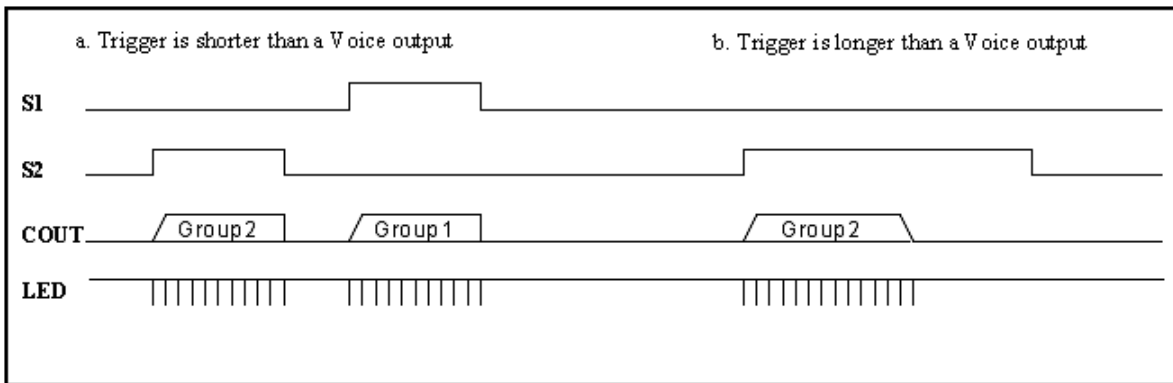 a. Trigger is shorter than a Voice output
b. Trigger is longer than a Voice output
S1
S2
COUT
Group2
Group1
Group2
LED